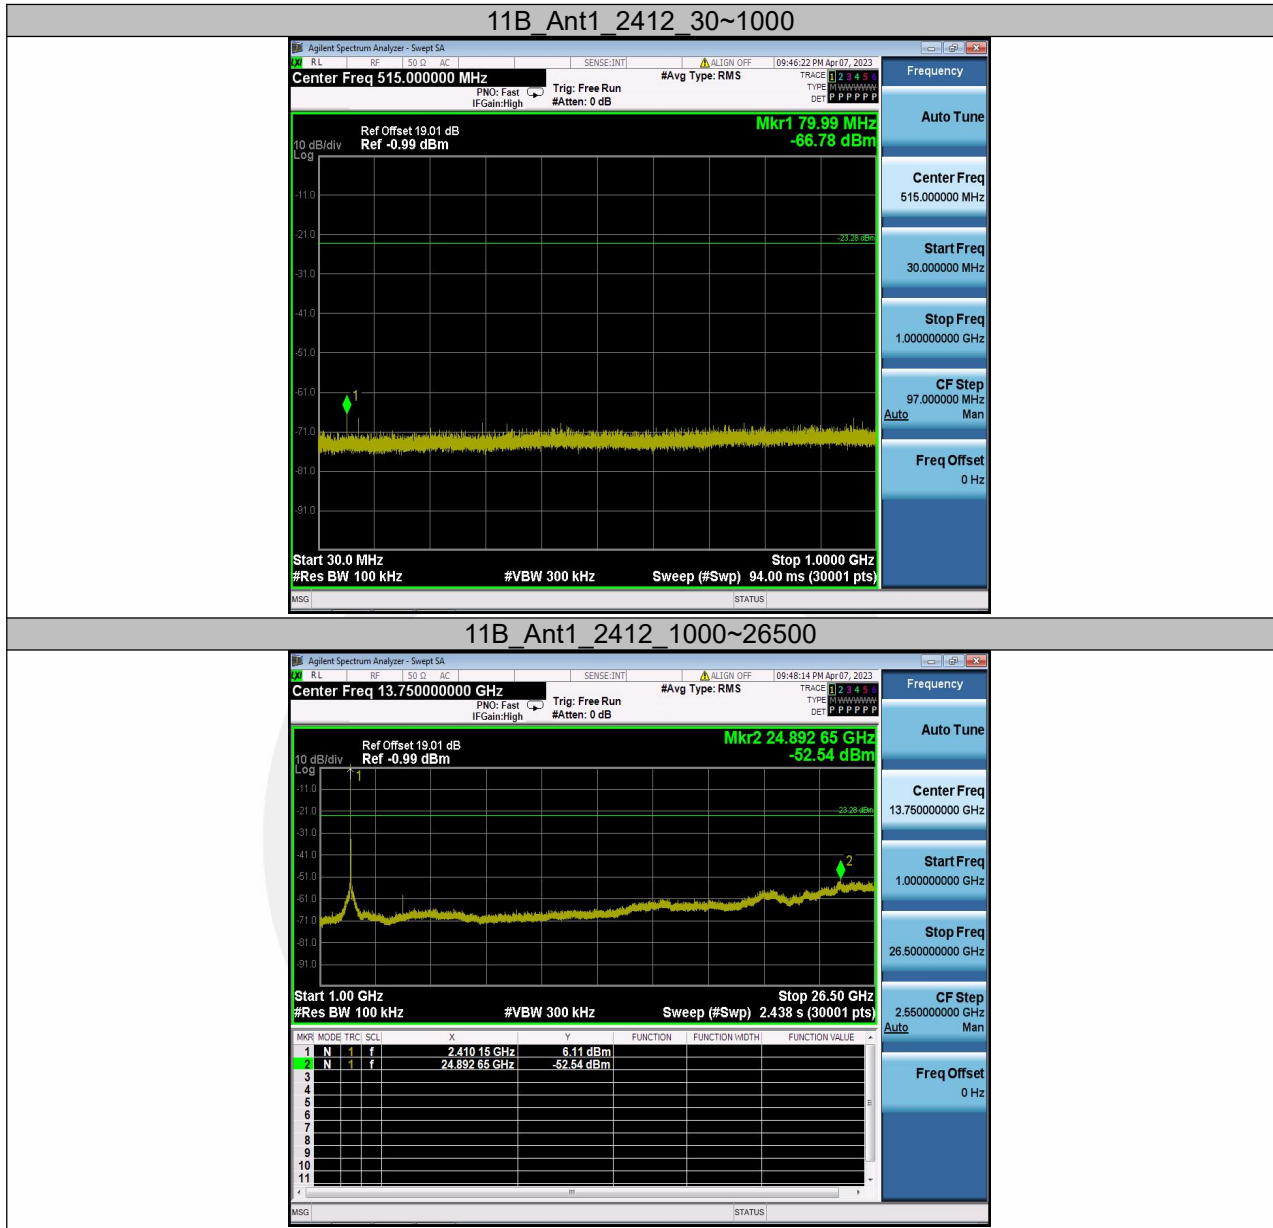 11B_Ant1_2412_30~1000
Agilent Spectrum Analyzer - Swept SA
LXI RL RF 50 Ω AC SENSE:INT ALIGN OFF 09:46:22 PM Apr 07, 2023
Center Freq 515.000000 MHz
PNO: Fast
IFGain:High
Trig: Free Run
#Atten: 0 dB
#Avg Type: RMS
TRACE 1 2 3 4 5 6
TYPE M W W W W W
DET P P P P P P
Frequency
Auto Tune
Mkr1 79.99 MHz
-66.78 dBm
Ref Offset 19.01 dB
10 dB/div Ref -0.99 dBm
Log
-11.0
-21.0
-23.28 dBm
-31.0
-41.0
-51.0
-61.0
1
-71.0
-81.0
-91.0
Center Freq
515.000000 MHz
Start Freq
30.000000 MHz
Stop Freq
1.000000000 GHz
CF Step
97.000000 MHz
Auto Man
Freq Offset
0 Hz
Start 30.0 MHz Stop 1.0000 GHz
#Res BW 100 kHz #VBW 300 kHz Sweep (#Swp) 94.00 ms (30001 pts)
MSG STATUS
11B_Ant1_2412_1000~26500
Agilent Spectrum Analyzer - Swept SA
LXI RL RF 50 Ω AC SENSE:INT ALIGN OFF 09:48:14 PM Apr 07, 2023
Center Freq 13.750000000 GHz
PNO: Fast
IFGain:High
Trig: Free Run
#Atten: 0 dB
#Avg Type: RMS
TRACE 1 2 3 4 5 6
TYPE M W W W W W
DET P P P P P P
Frequency
Auto Tune
Mkr2 24.892 65 GHz
-52.54 dBm
Ref Offset 19.01 dB
10 dB/div Ref -0.99 dBm
Log
1
-11.0
-21.0
-23.28 dBm
-31.0
-41.0
2
-51.0
-61.0
-71.0
-81.0
-91.0
Center Freq
13.750000000 GHz
Start Freq
1.000000000 GHz
Stop Freq
26.500000000 GHz
CF Step
2.550000000 GHz
Auto Man
Freq Offset
0 Hz
Start 1.00 GHz Stop 26.50 GHz
#Res BW 100 kHz #VBW 300 kHz Sweep (#Swp) 2.438 s (30001 pts)
MKR MODE TRC SCL X Y FUNCTION FUNCTION WIDTH FUNCTION VALUE
1 N 1 f 2.410 15 GHz 6.11 dBm
2 N 1 f 24.892 65 GHz -52.54 dBm
3
4
5
6
7
8
9
10
11
MSG STATUS